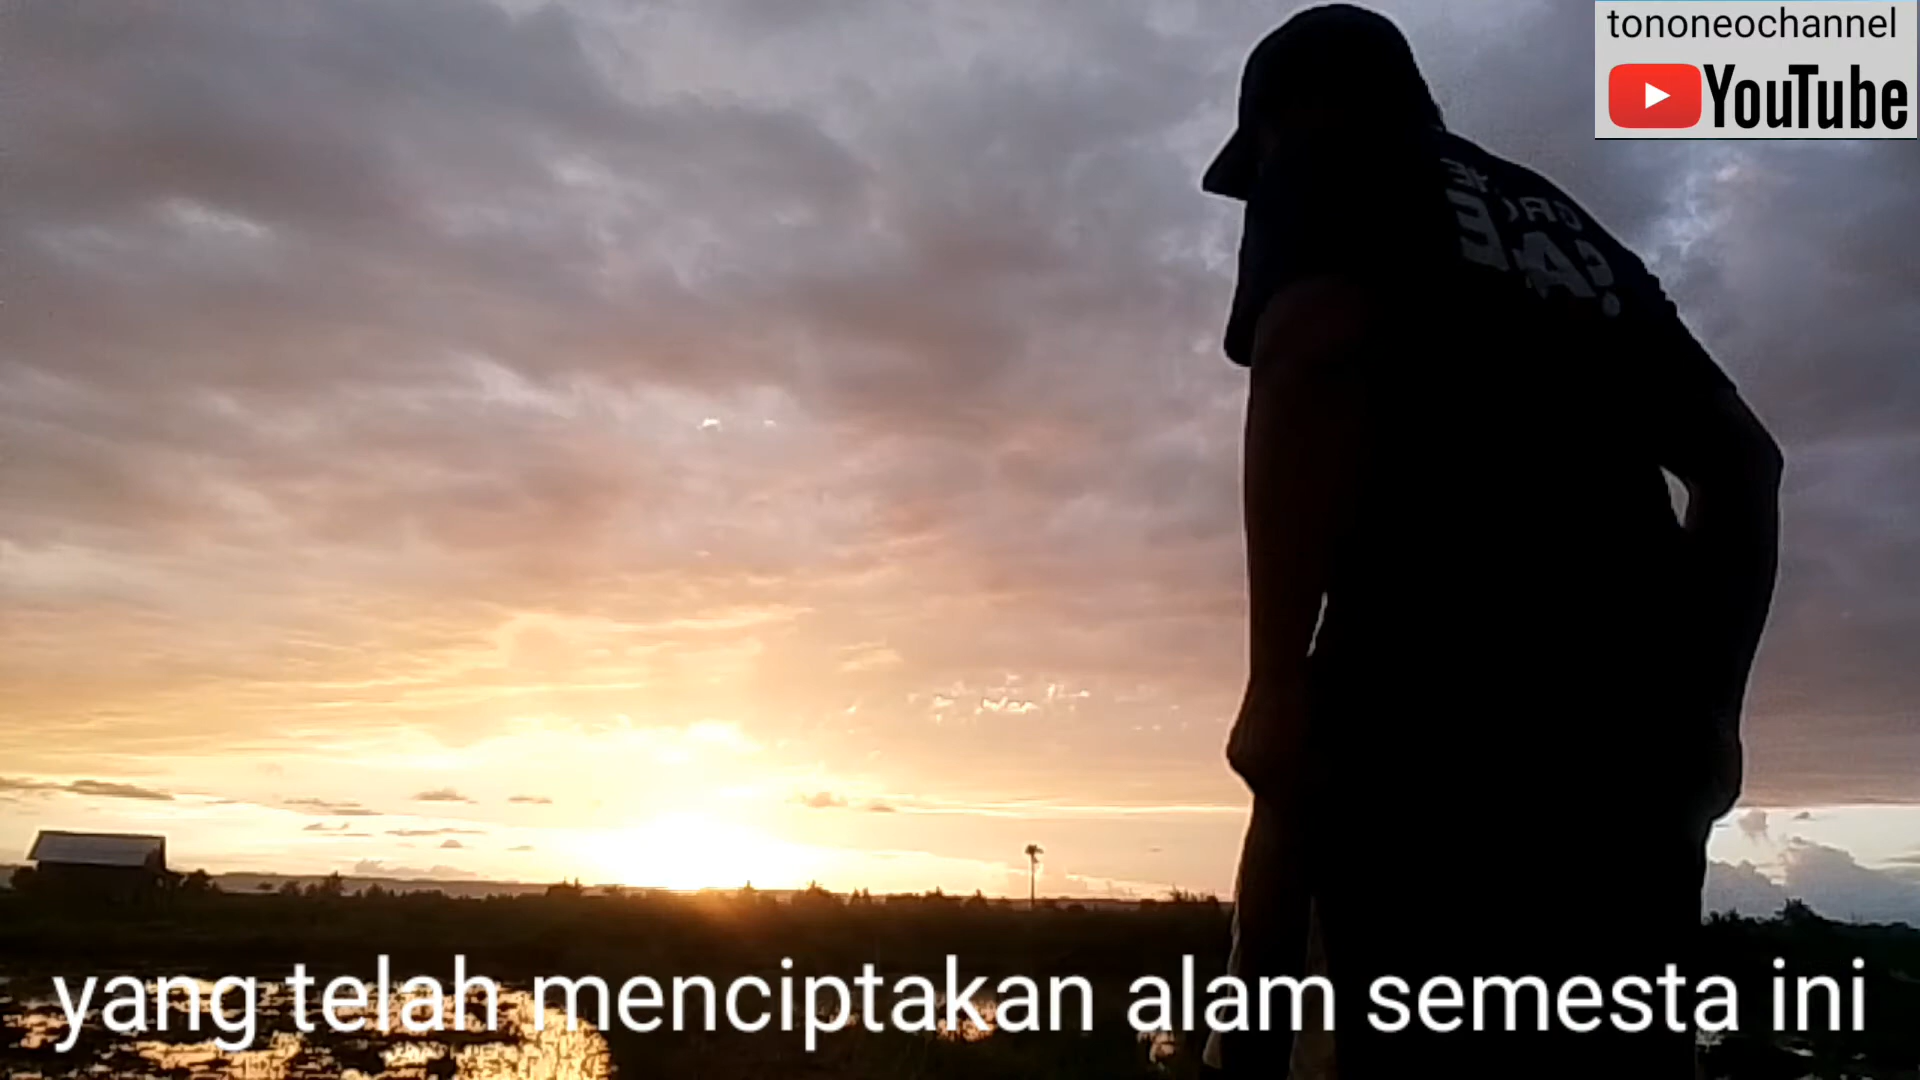 tononeochannel
YouTube
yang telah menciptakan alam semesta ini